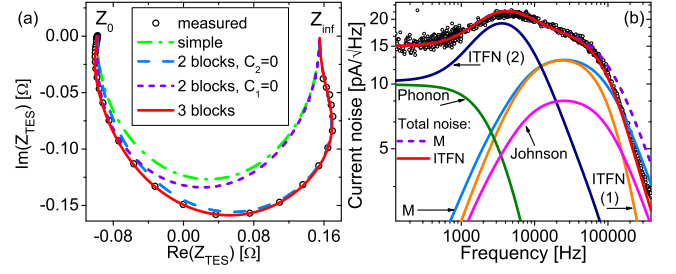 (a)
Z0
Zinf
measured
simple
2 blocks, C2=0
2 blocks, C1=0
3 blocks
0.00
-0.05
-0.10
-0.15
Im(ZTES) [Ω]
-0.08
0.00
0.08
0.16
Re(ZTES) [Ω]
(b)
20
15
10
5
Current noise [pA/√Hz]
ITFN (2)
Phonon
Total noise:
M
ITFN
Johnson
ITFN
(1)
M
1000
10000
100000
Frequency [Hz]